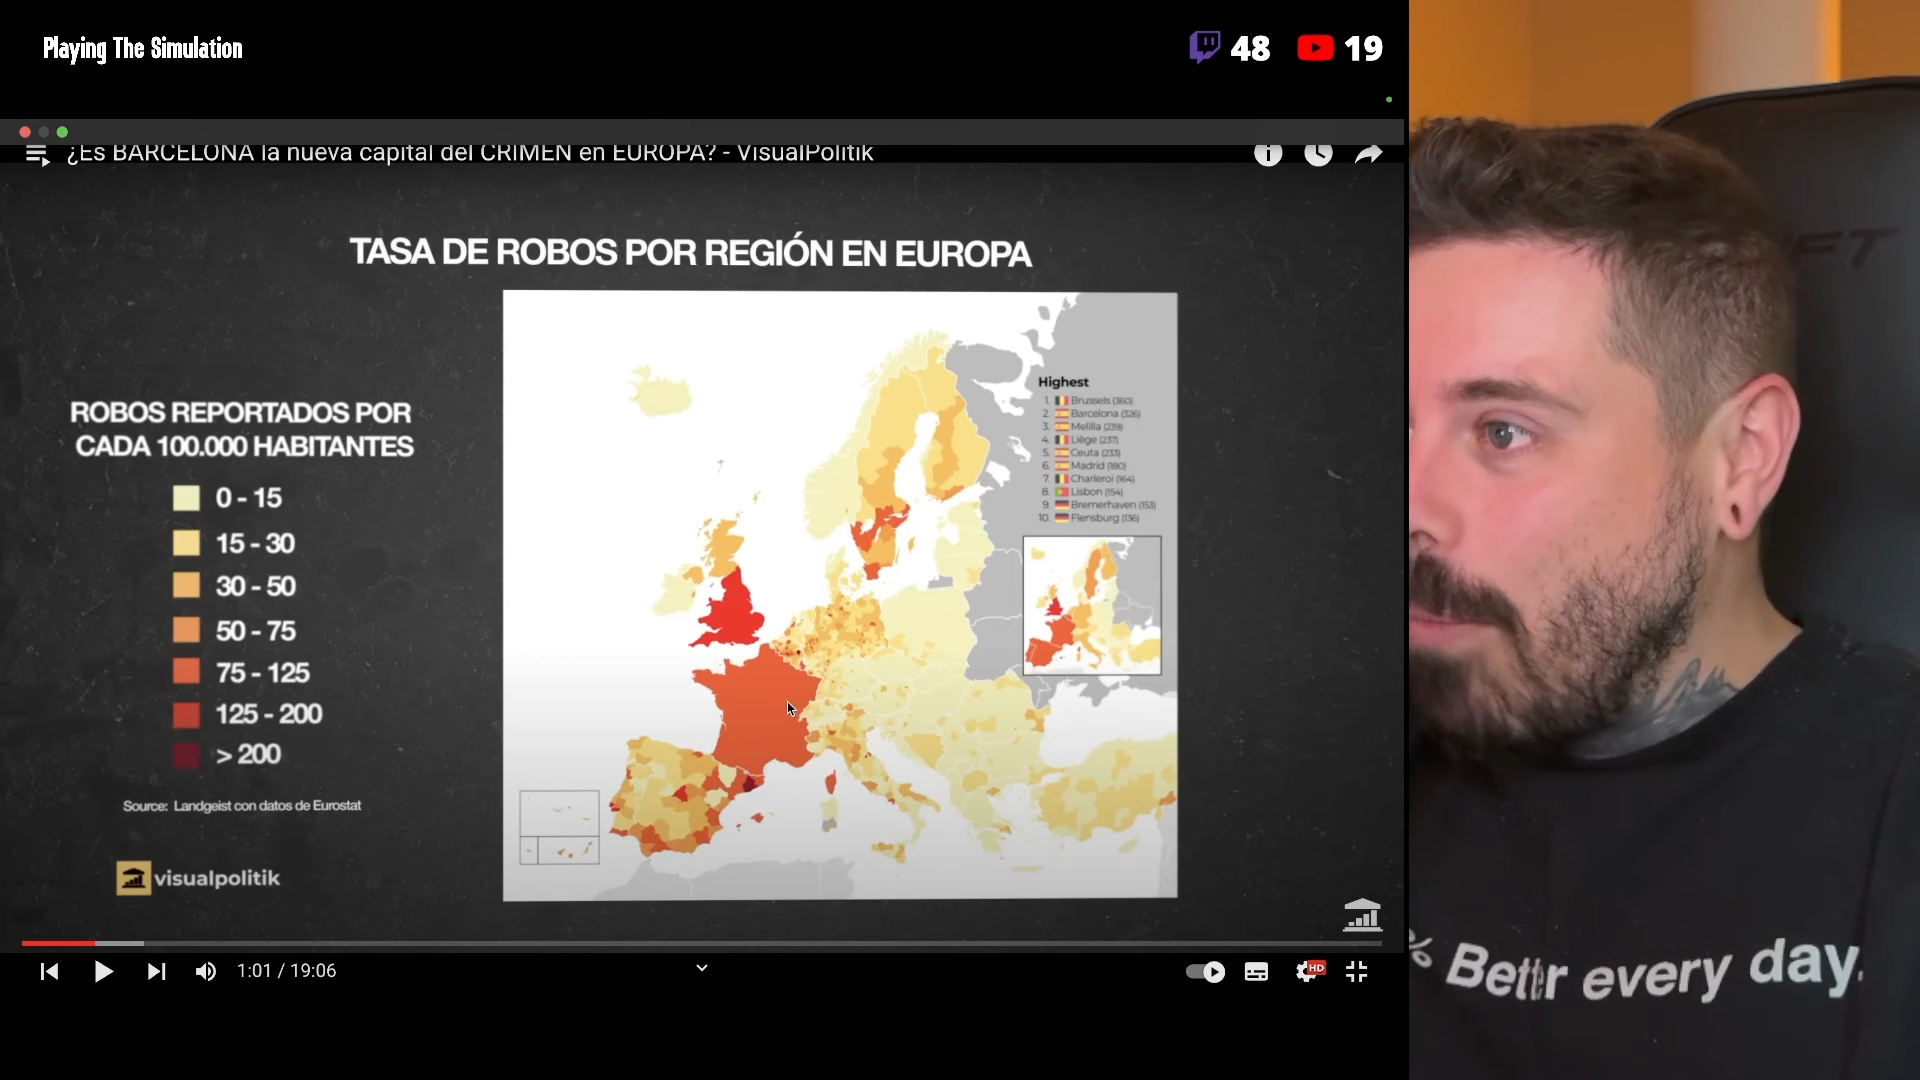 Playing The Simulation
48
19
¿Es BARCELONA la nueva capital del CRIMEN en EUROPA? - VisualPolitik
TASA DE ROBOS POR REGIÓN EN EUROPA
ROBOS REPORTADOS POR
CADA 100.000 HABITANTES
0 - 15
15 - 30
30 - 50
50 - 75
75 - 125
125 - 200
> 200
Source: Landgeist con datos de Eurostat
visualpolitik
Highest
1. Brussels (360)
2. Barcelona (326)
3. Melilla (239)
4. Liège (237)
5. Ceuta (233)
6. Madrid (180)
7. Charleroi (164)
8. Lisbon (154)
9. Bremerhaven (153)
10. Flensburg (136)
1:01 / 19:06
HD
% Bettr every day.